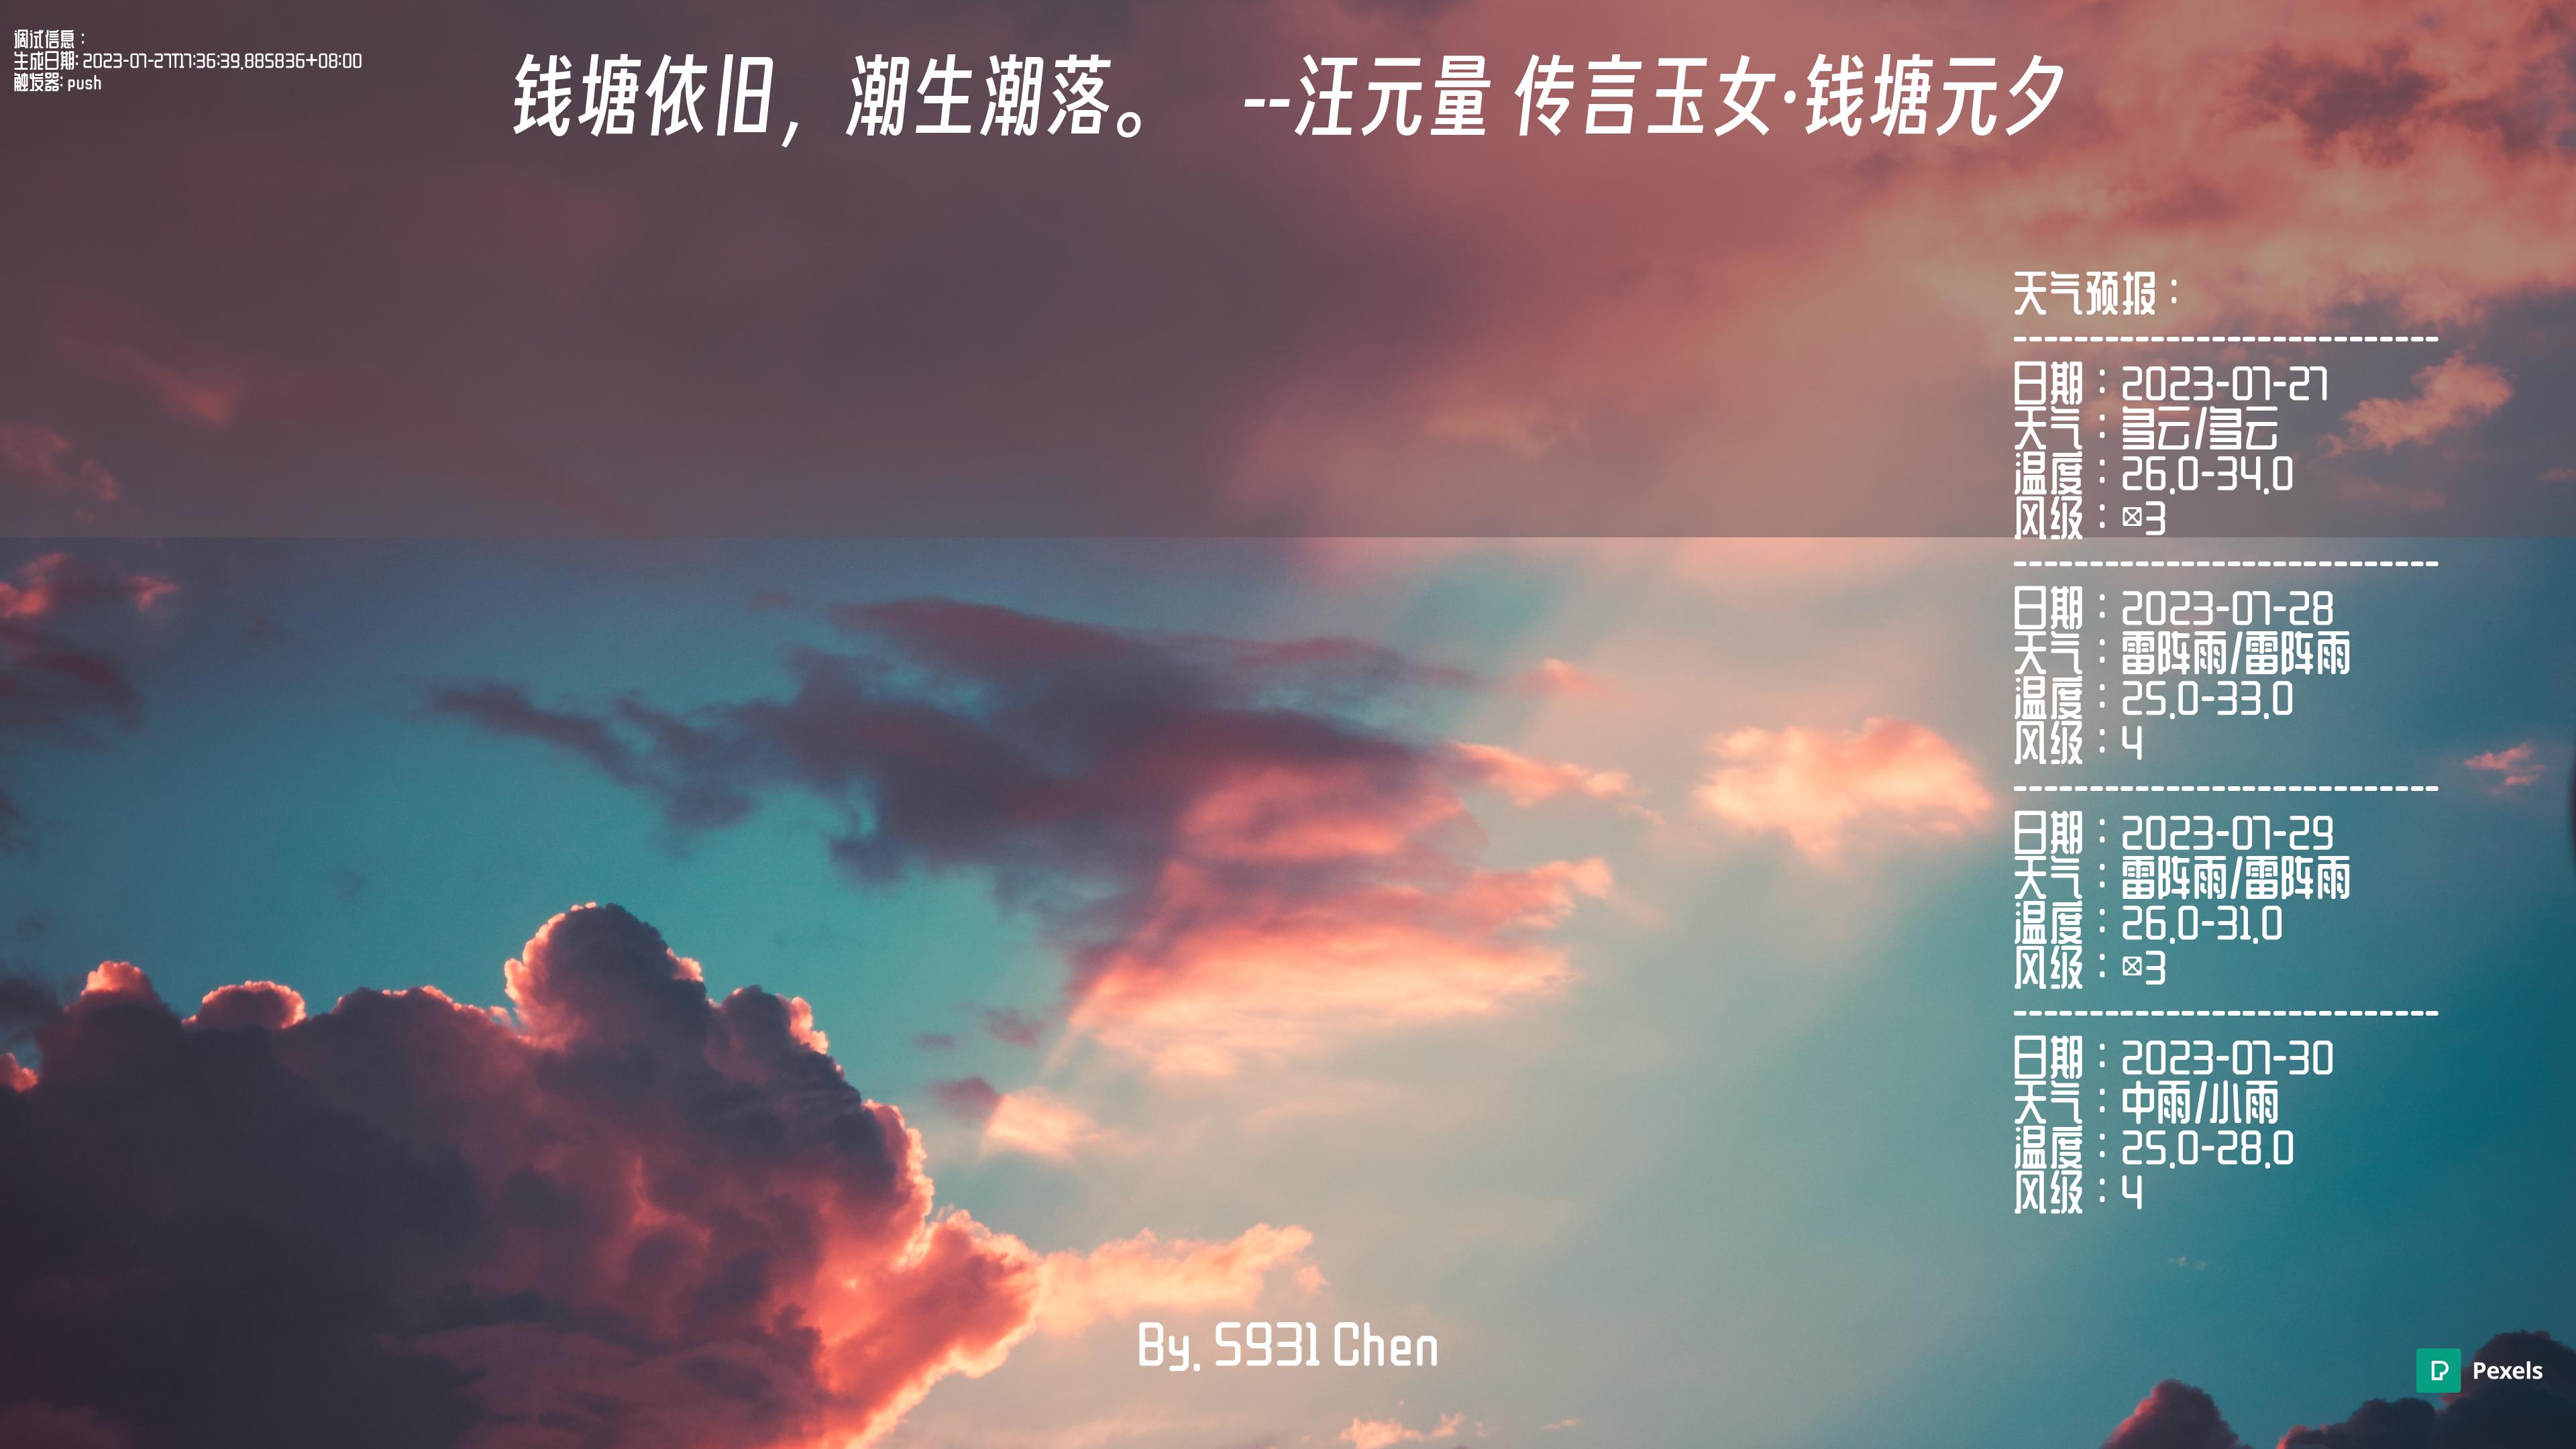 调试信息：
生成日期: 2023-07-27T17:36:39.885836+08:00
触发器: push
钱塘依旧，潮生潮落。 --汪元量 传言玉女·钱塘元夕
天气预报：
----------------------------
日期：2023-07-27
天气：多云/多云
温度：26.0-34.0
风级：☒3
----------------------------
日期：2023-07-28
天气：雷阵雨/雷阵雨
温度：25.0-33.0
风级：4
----------------------------
日期：2023-07-29
天气：雷阵雨/雷阵雨
温度：26.0-31.0
风级：☒3
----------------------------
日期：2023-07-30
天气：中雨/小雨
温度：25.0-28.0
风级：4
By. S931 Chen
Pexels